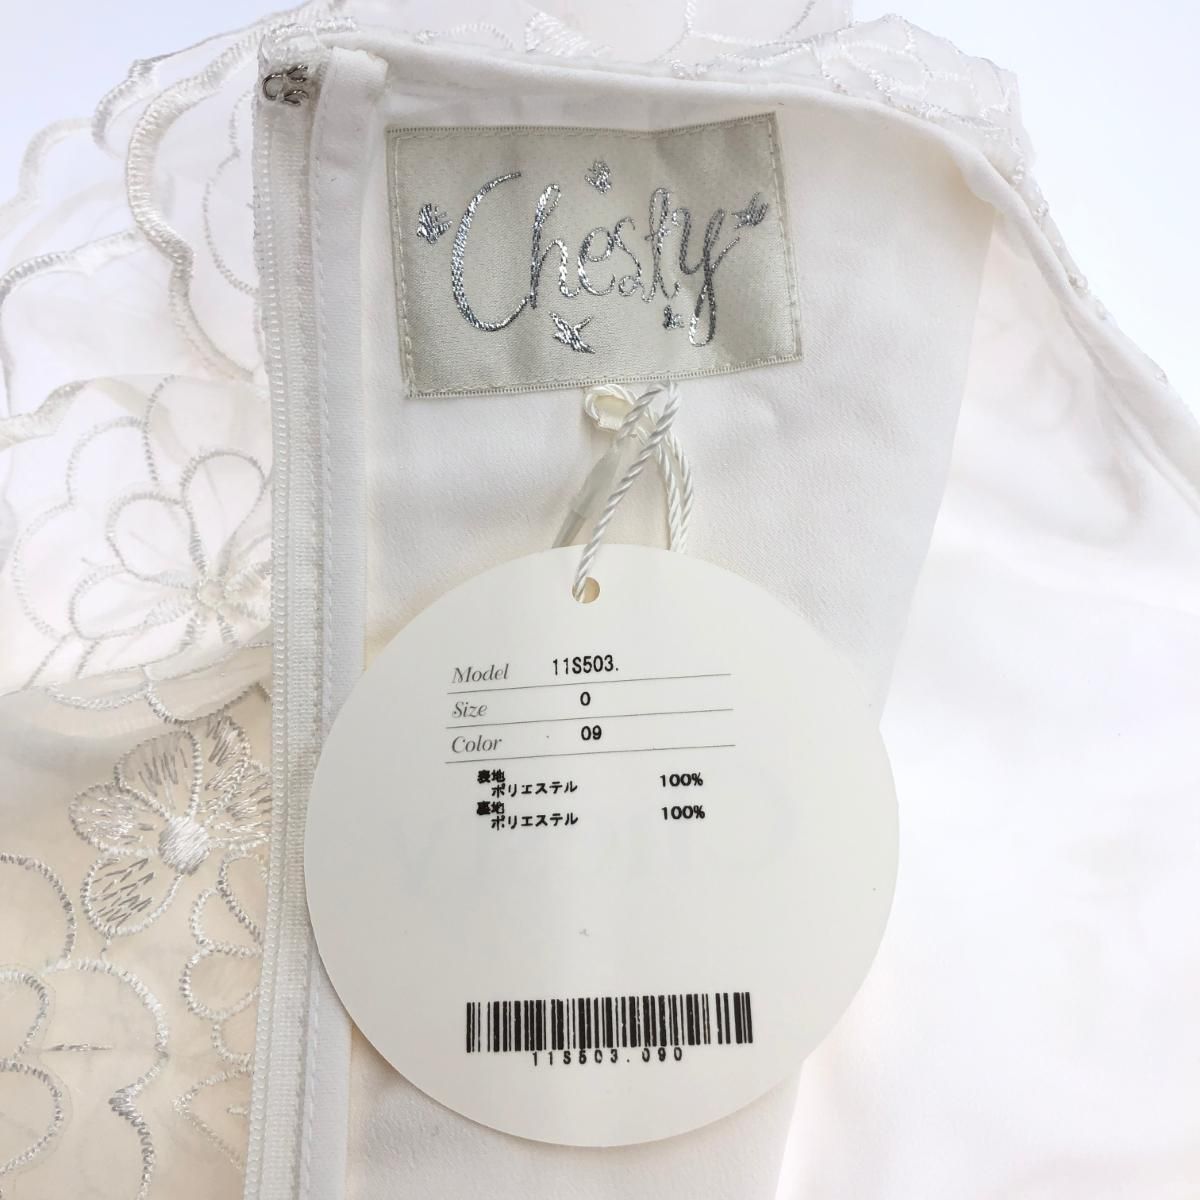 Chesty
Model 11S503.
Size 0
Color 09
表地
ポリエステル 100%
裏地
ポリエステル 100%
11S503.090